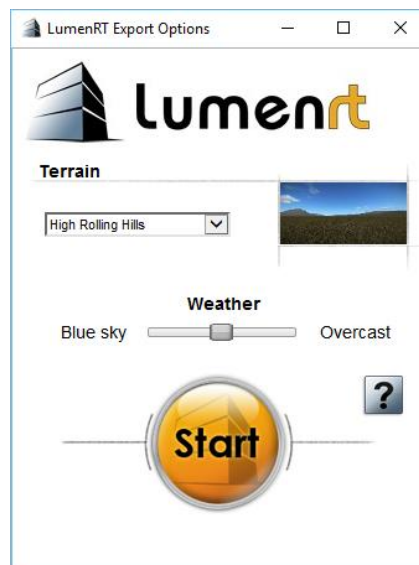 LumenRT Export Options
Lumenrt
Terrain
High Rolling Hills
Weather
Blue sky
Overcast
?
Start